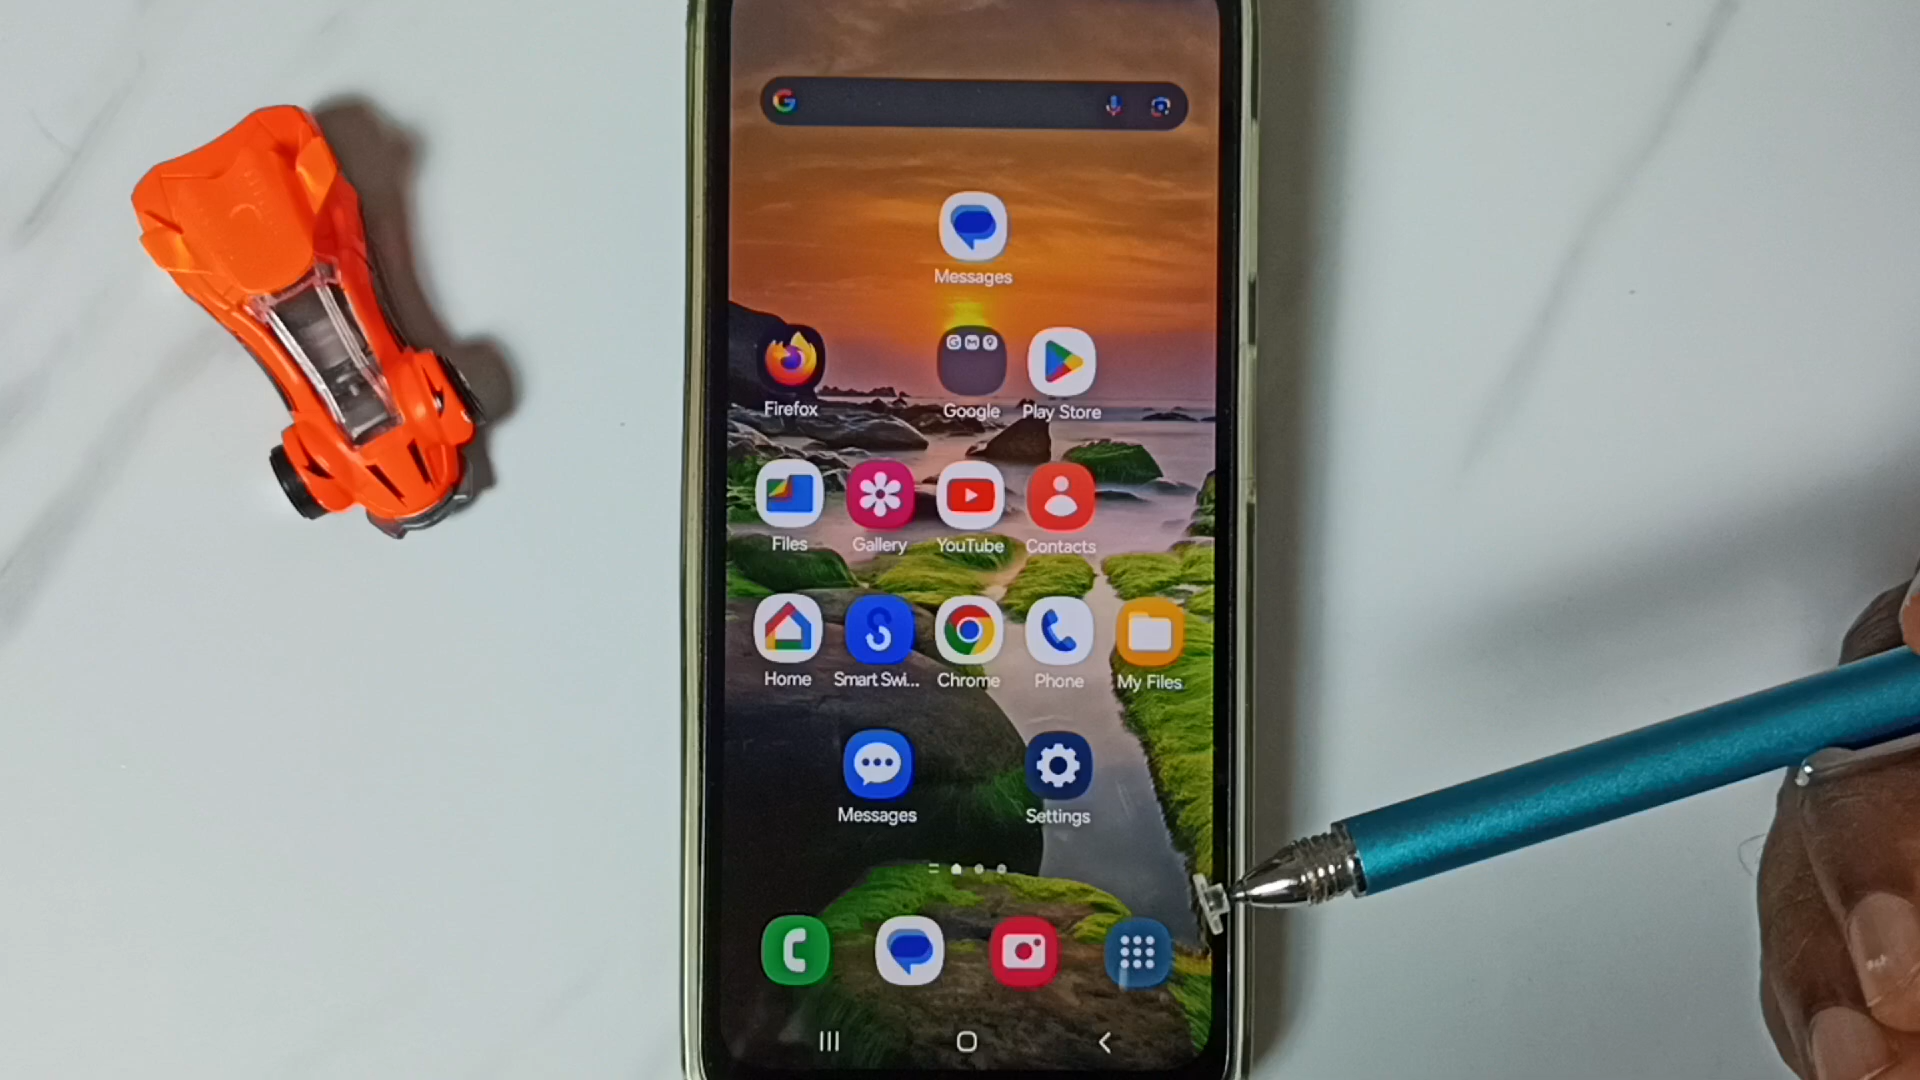 Messages
Firefox
Google
Play Store
Files
Gallery
YouTube
Contacts
Home
Smart Swi...
Chrome
Phone
My Files
Messages
Settings